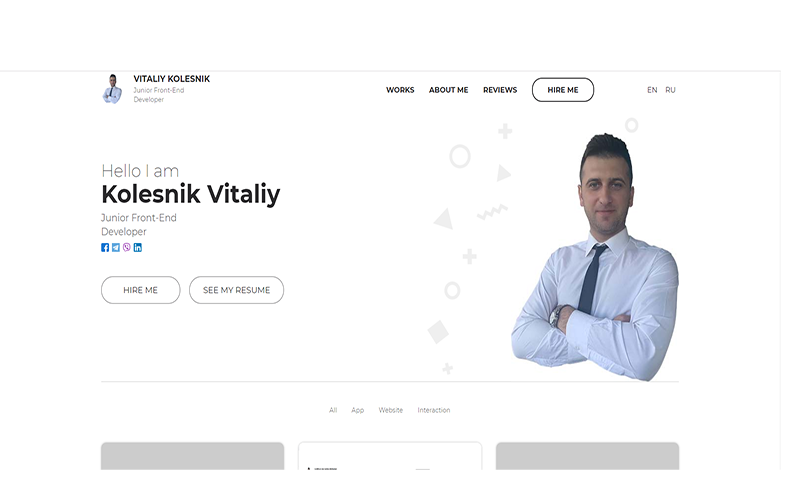 VITALIY KOLESNIK
Junior Front-End
Developer
WORKS ABOUT ME REVIEWS HIRE ME EN RU
Hello I am
Kolesnik Vitaliy
Junior Front-End
Developer
HIRE ME SEE MY RESUME
All App Website Interaction